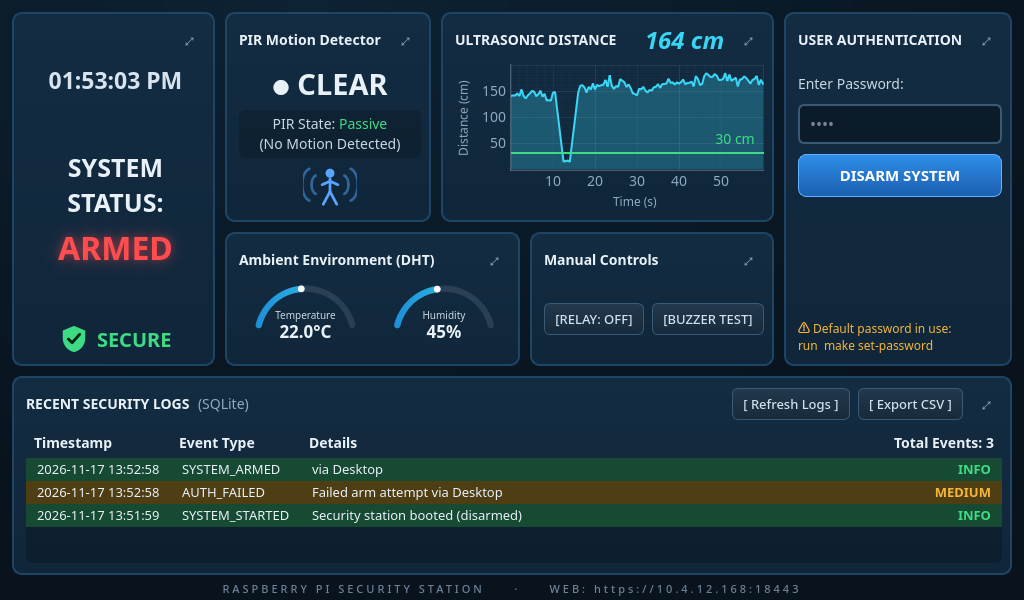 01:53:03 PM
SYSTEM
STATUS:
ARMED
SECURE
PIR Motion Detector
● CLEAR
PIR State: Passive
(No Motion Detected)
ULTRASONIC DISTANCE 164 cm
Distance (cm)
150
100
50
30 cm
10 20 30 40 50
Time (s)
USER AUTHENTICATION
Enter Password:
••••
DISARM SYSTEM
⚠ Default password in use:
run make set-password
Ambient Environment (DHT)
Temperature
22.0°C
Humidity
45%
Manual Controls
[RELAY: OFF] [BUZZER TEST]
RECENT SECURITY LOGS (SQLite) [ Refresh Logs ] [ Export CSV ]
Timestamp Event Type Details Total Events: 3
2026-11-17 13:52:58 SYSTEM_ARMED via Desktop INFO
2026-11-17 13:52:58 AUTH_FAILED Failed arm attempt via Desktop MEDIUM
2026-11-17 13:51:59 SYSTEM_STARTED Security station booted (disarmed) INFO
RASPBERRY PI SECURITY STATION · WEB: https://10.4.12.168:18443